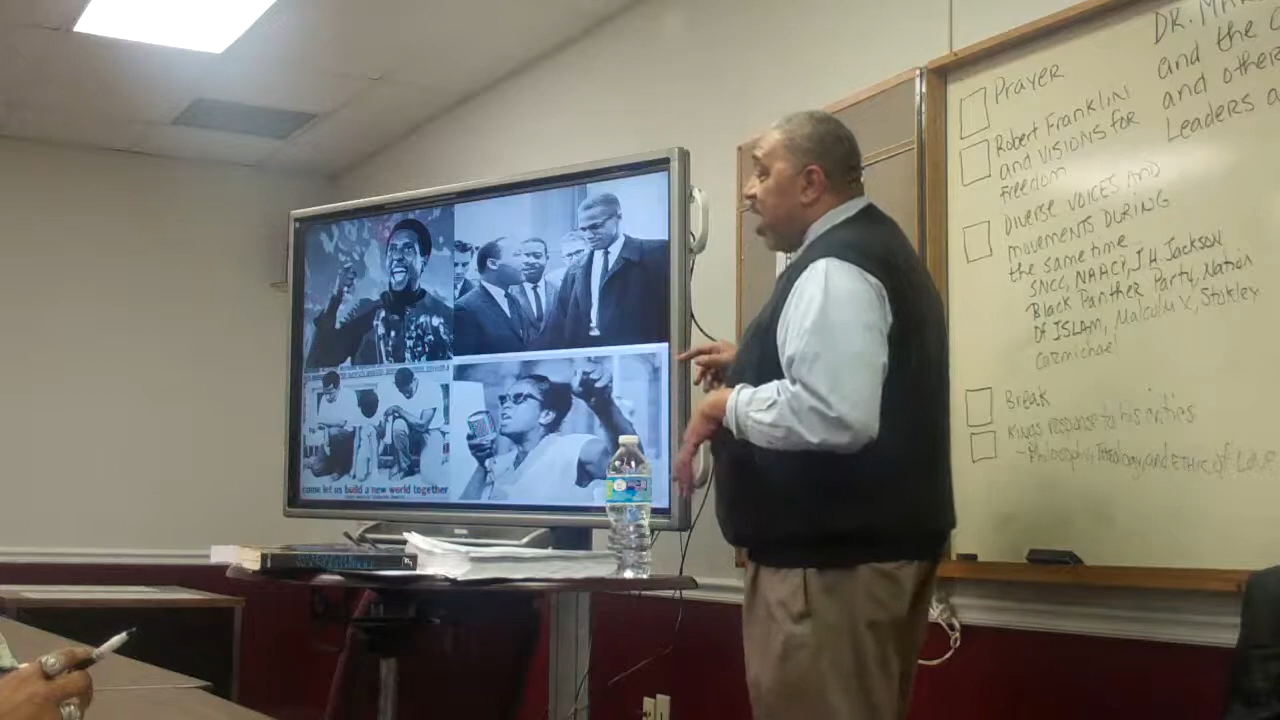 DR. MAR
and the C
and other
Leaders a
Prayer
Robert Franklin
and VISIONS for
freedom
Diverse voices AND
movements During
the same time
SNCC, NAACP, J.H. Jackson
Black Panther Party, Nation
Of ISLAM, Malcolm X, Stokley
Carmichael
Break
Kings response to his critics
- Philosophy, Theology, and Ethic of Love
come let us build a new world together